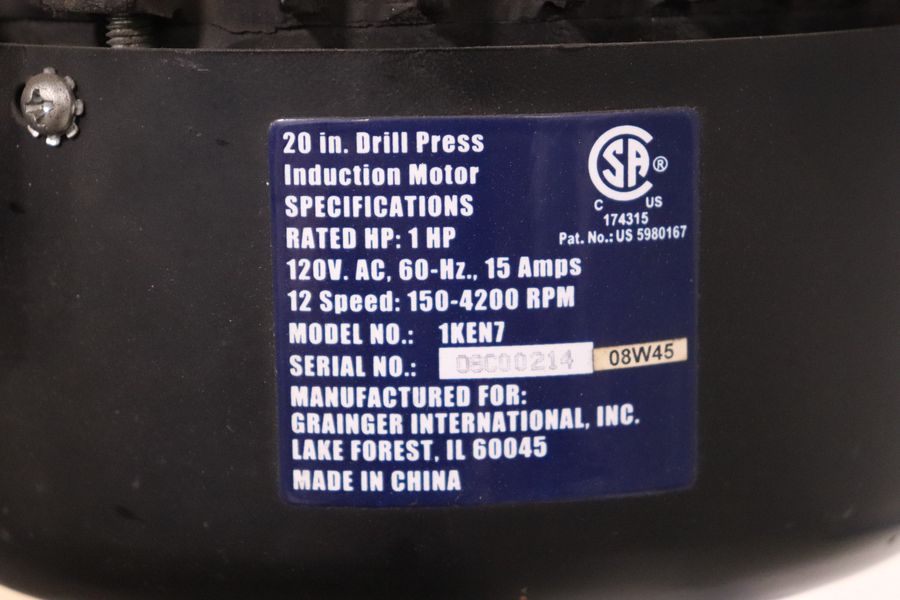 20 in. Drill Press
Induction Motor
SPECIFICATIONS
RATED HP: 1 HP
120V. AC, 60-Hz., 15 Amps
12 Speed: 150-4200 RPM
MODEL NO.: 1KEN7
SERIAL NO.: 08W45
MANUFACTURED FOR:
GRAINGER INTERNATIONAL, INC.
LAKE FOREST, IL 60045
MADE IN CHINA
SA ®
C US
174315
Pat. No.: US 5980167